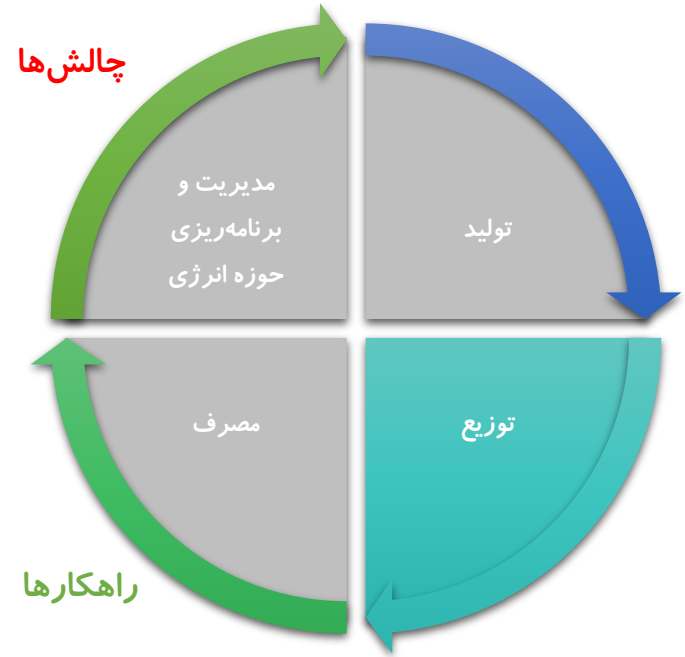 چالش‌ها
مدیریت و
برنامه‌ریزی
حوزه انرژی
تولید
مصرف
توزیع
راهکارها